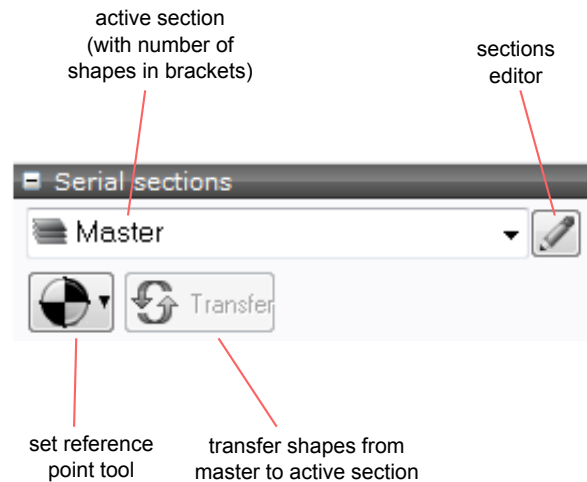 active section
(with number of
shapes in brackets)
sections
editor
Serial sections
Master
Transfer
set reference
point tool
transfer shapes from
master to active section